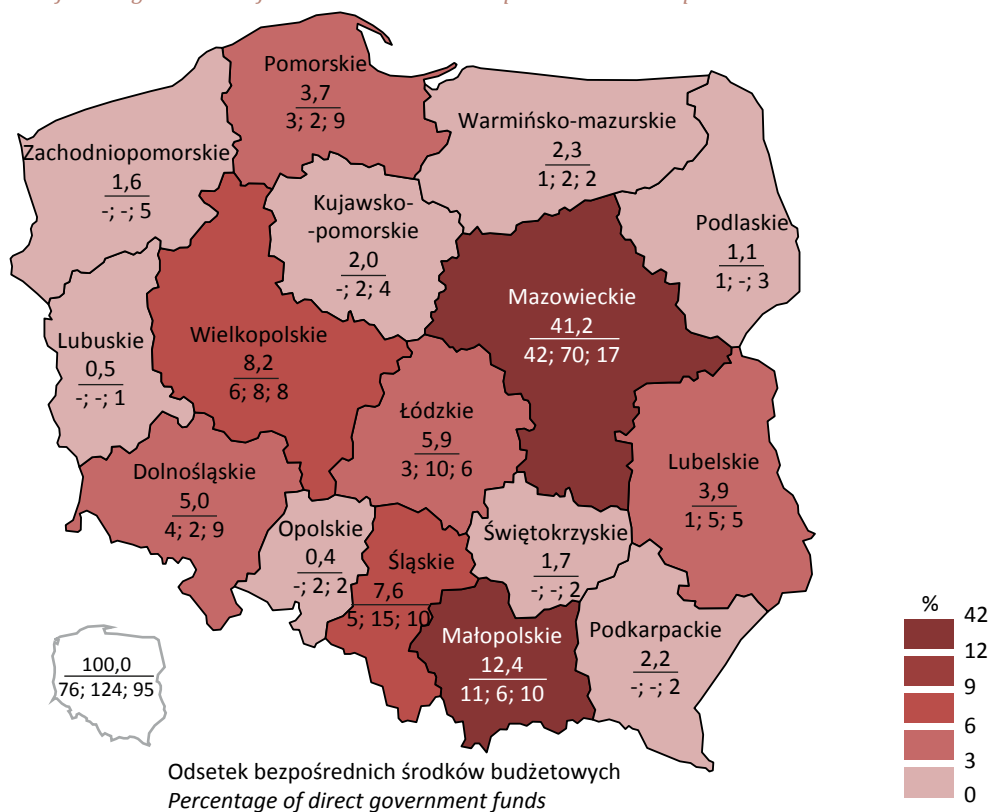 Pomorskie
3,7
3; 2; 9
Warmińsko-mazurskie
2,3
1; 2; 2
Zachodniopomorskie
1,6
-; -; 5
Kujawsko-
-pomorskie
2,0
-; 2; 4
Podlaskie
1,1
1; -; 3
Mazowieckie
41,2
42; 70; 17
Lubuskie
0,5
-; -; 1
Wielkopolskie
8,2
6; 8; 8
Łódzkie
5,9
3; 10; 6
Lubelskie
3,9
1; 5; 5
Dolnośląskie
5,0
4; 2; 9
Opolskie
0,4
-; 2; 2
Śląskie
7,6
5; 15; 10
Świętokrzyskie
1,7
-; -; 2
Małopolskie
12,4
11; 6; 10
Podkarpackie
2,2
-; -; 2
100,0
76; 124; 95
%
42
12
9
6
3
0
Odsetek bezpośrednich środków budżetowych
Percentage of direct government funds